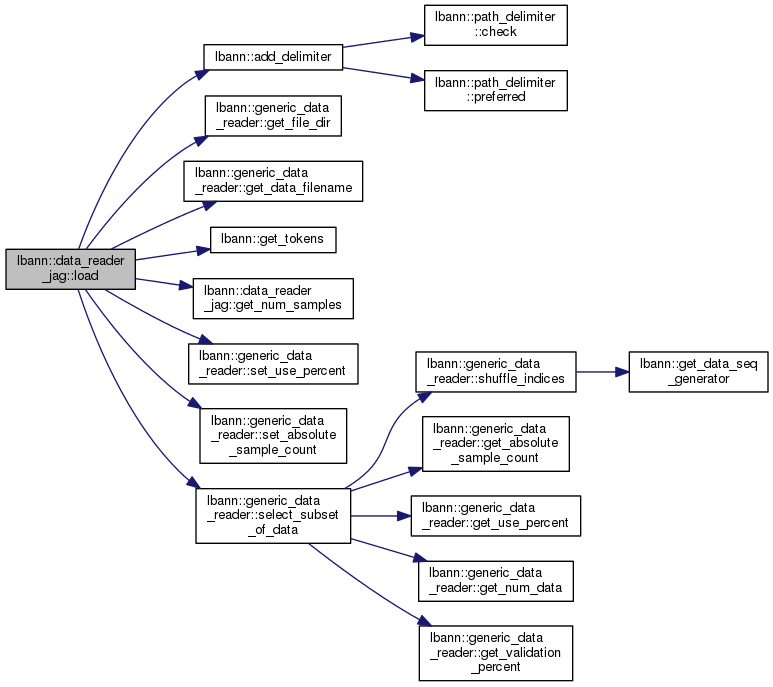 lbann::data_reader
_jag::load
lbann::add_delimiter
lbann::path_delimiter
::check
lbann::path_delimiter
::preferred
lbann::generic_data
_reader::get_file_dir
lbann::generic_data
_reader::get_data_filename
lbann::get_tokens
lbann::data_reader
_jag::get_num_samples
lbann::generic_data
_reader::set_use_percent
lbann::generic_data
_reader::set_absolute
_sample_count
lbann::generic_data
_reader::select_subset
_of_data
lbann::generic_data
_reader::shuffle_indices
lbann::get_data_seq
_generator
lbann::generic_data
_reader::get_absolute
_sample_count
lbann::generic_data
_reader::get_use_percent
lbann::generic_data
_reader::get_num_data
lbann::generic_data
_reader::get_validation
_percent